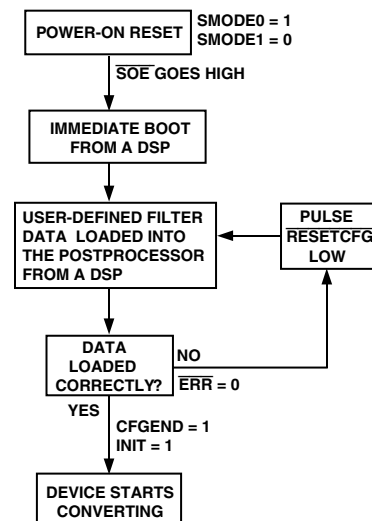 POWER-ON RESET
SMODE0 = 1
SMODE1 = 0
SOE GOES HIGH
IMMEDIATE BOOT
FROM A DSP
USER-DEFINED FILTER
DATA LOADED INTO
THE POSTPROCESSOR
FROM A DSP
PULSE
RESETCFG
LOW
DATA
LOADED
CORRECTLY?
NO
ERR = 0
YES
CFGEND = 1
INIT = 1
DEVICE STARTS
CONVERTING